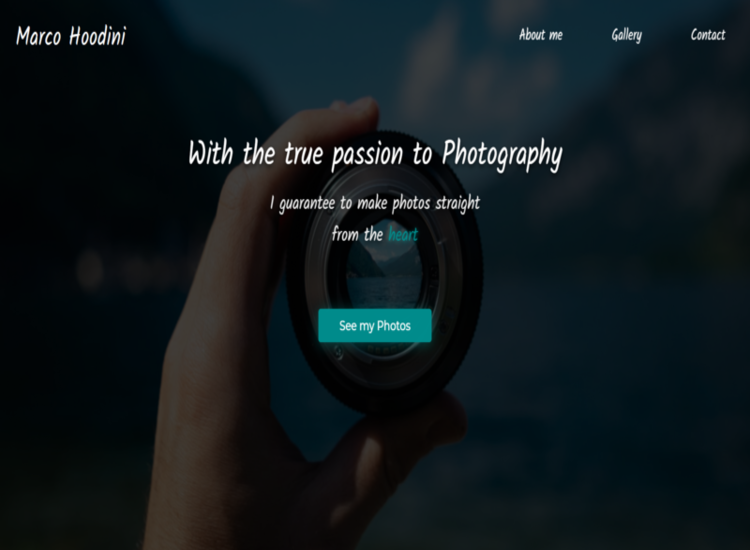 Marco Hoodini
About me Gallery Contact
With the true passion to Photography
I guarantee to make photos straight
from the heart
See my Photos